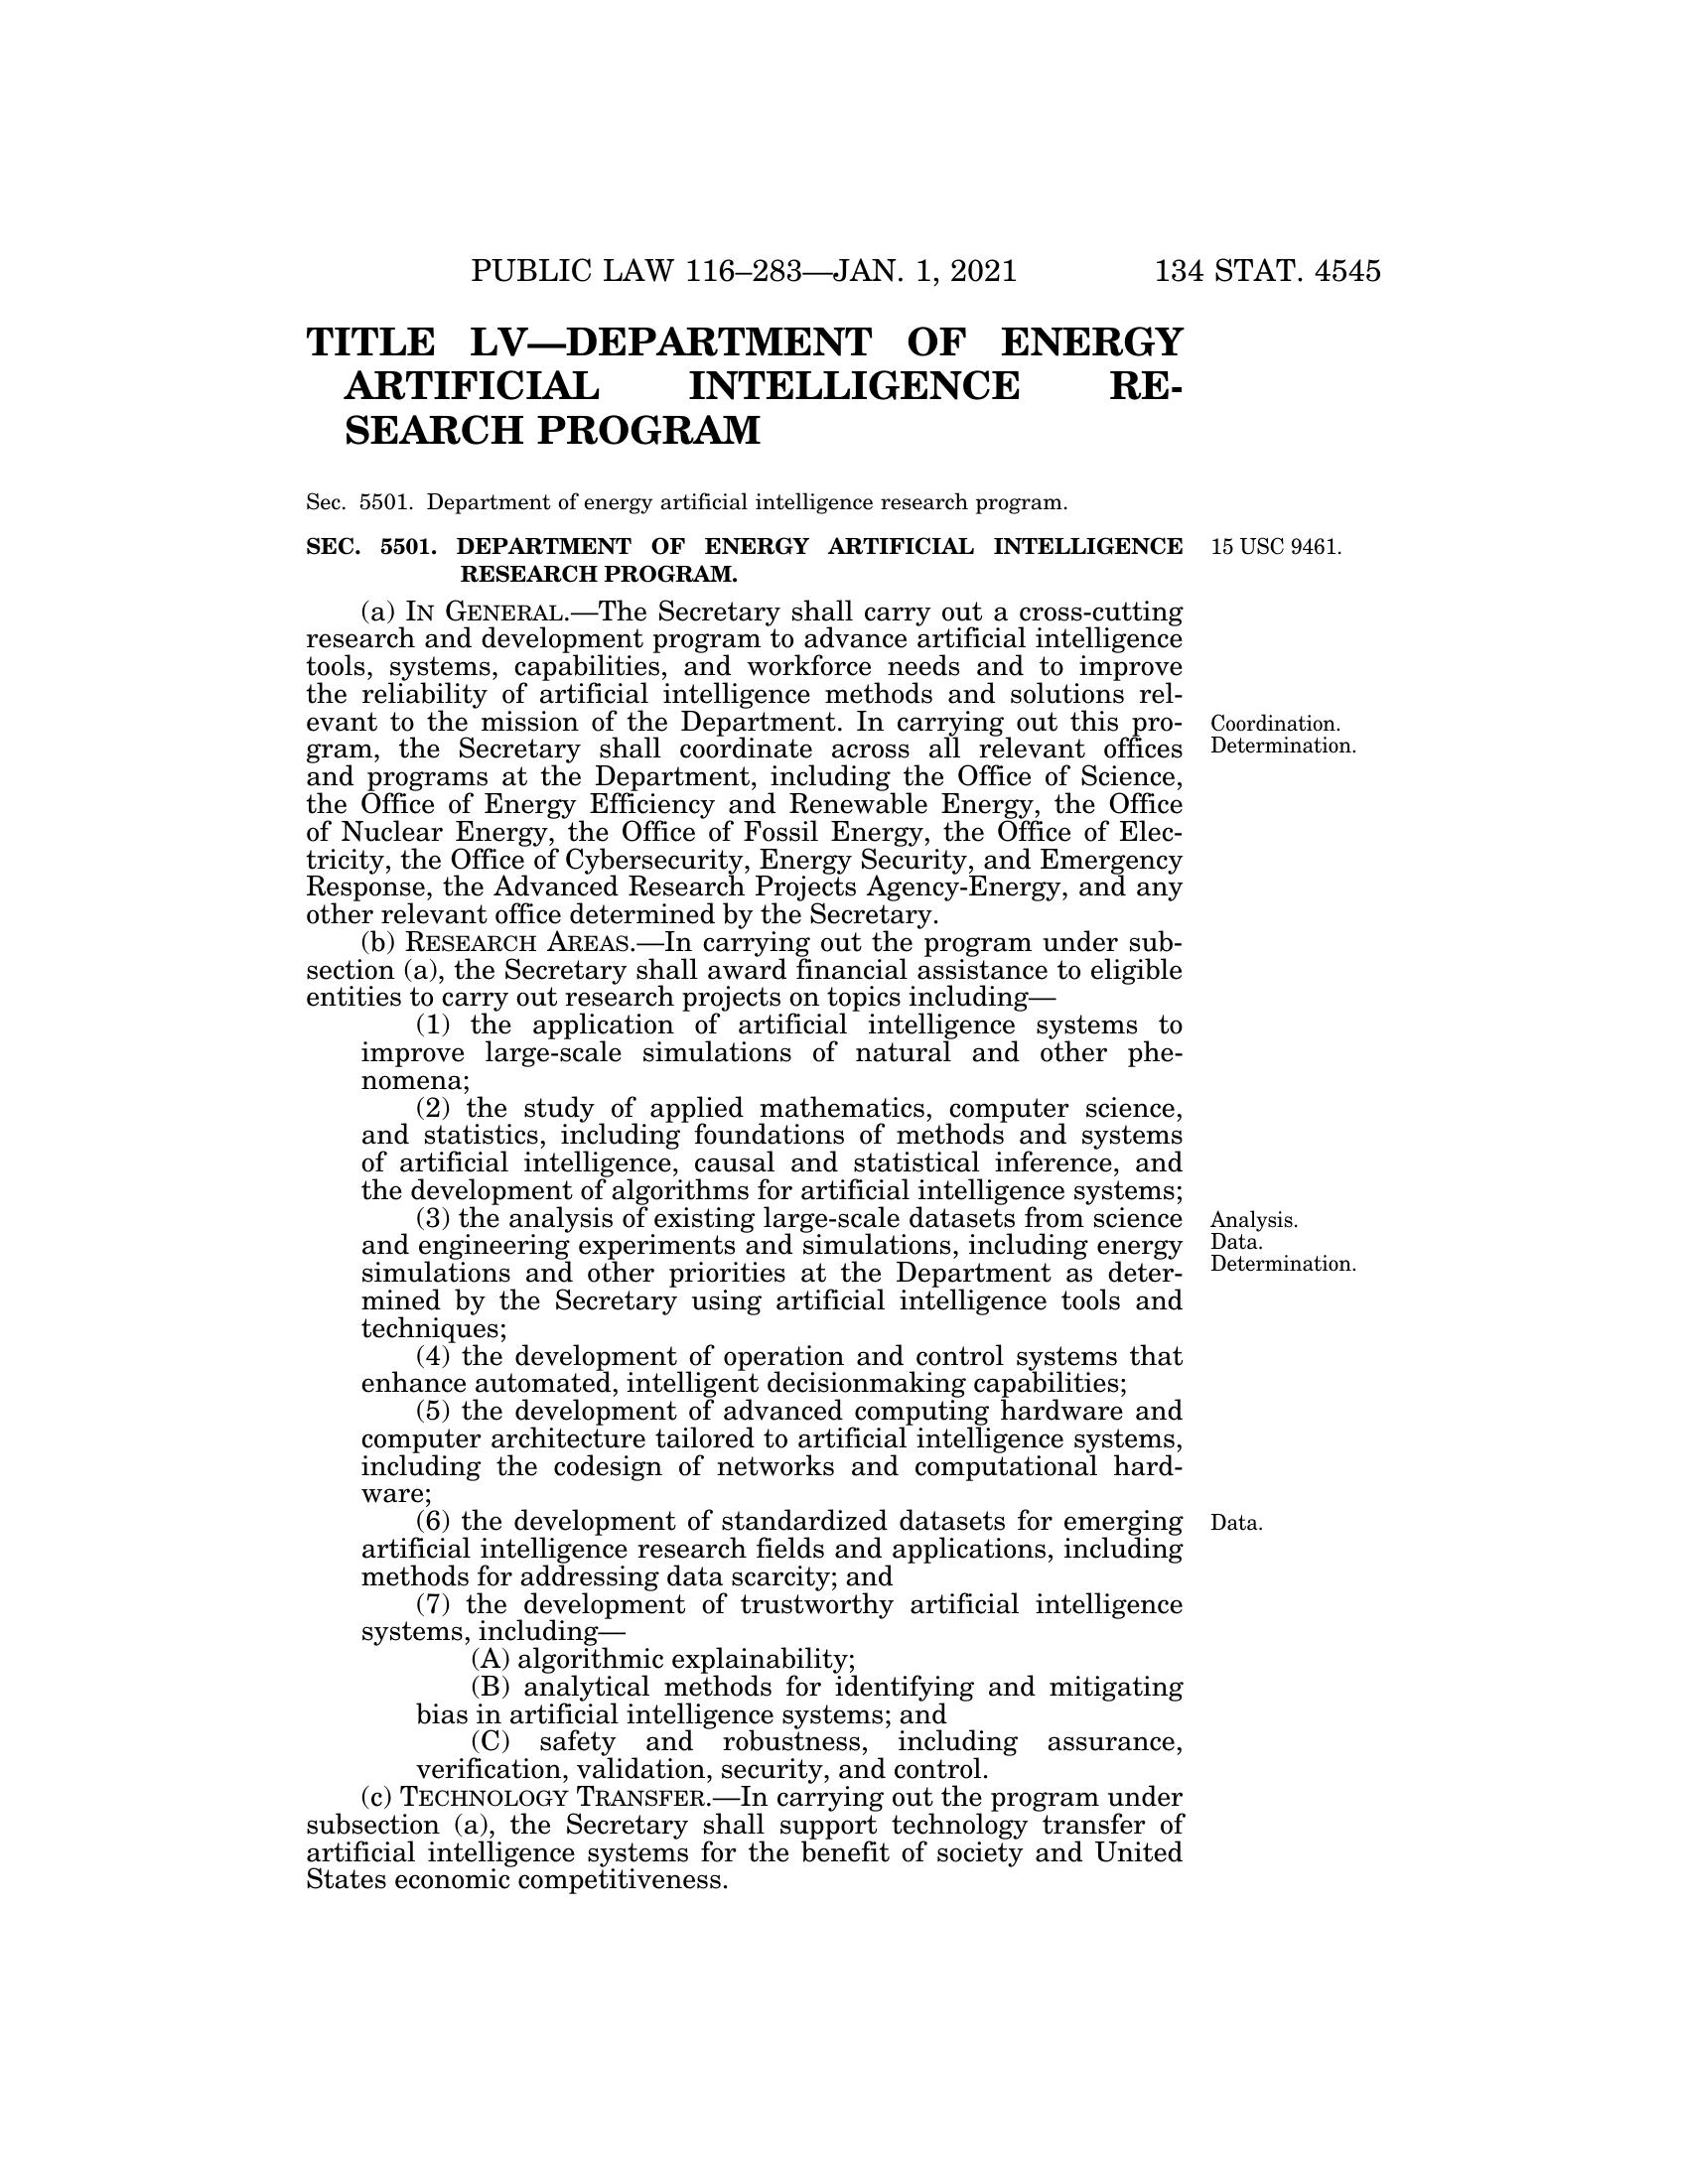 PUBLIC LAW 116–283—JAN. 1, 2021 134 STAT. 4545
TITLE LV—DEPARTMENT OF ENERGY
ARTIFICIAL INTELLIGENCE RE-
SEARCH PROGRAM
Sec. 5501. Department of energy artificial intelligence research program.
SEC. 5501. DEPARTMENT OF ENERGY ARTIFICIAL INTELLIGENCE
RESEARCH PROGRAM.
15 USC 9461.
(a) IN GENERAL.—The Secretary shall carry out a cross-cutting
research and development program to advance artificial intelligence
tools, systems, capabilities, and workforce needs and to improve
the reliability of artificial intelligence methods and solutions rel-
evant to the mission of the Department. In carrying out this pro-
gram, the Secretary shall coordinate across all relevant offices
and programs at the Department, including the Office of Science,
the Office of Energy Efficiency and Renewable Energy, the Office
of Nuclear Energy, the Office of Fossil Energy, the Office of Elec-
tricity, the Office of Cybersecurity, Energy Security, and Emergency
Response, the Advanced Research Projects Agency-Energy, and any
other relevant office determined by the Secretary.
Coordination.
Determination.
(b) RESEARCH AREAS.—In carrying out the program under sub-
section (a), the Secretary shall award financial assistance to eligible
entities to carry out research projects on topics including—
(1) the application of artificial intelligence systems to
improve large-scale simulations of natural and other phe-
nomena;
(2) the study of applied mathematics, computer science,
and statistics, including foundations of methods and systems
of artificial intelligence, causal and statistical inference, and
the development of algorithms for artificial intelligence systems;
(3) the analysis of existing large-scale datasets from science
and engineering experiments and simulations, including energy
simulations and other priorities at the Department as deter-
mined by the Secretary using artificial intelligence tools and
techniques;
Analysis.
Data.
Determination.
(4) the development of operation and control systems that
enhance automated, intelligent decisionmaking capabilities;
(5) the development of advanced computing hardware and
computer architecture tailored to artificial intelligence systems,
including the codesign of networks and computational hard-
ware;
(6) the development of standardized datasets for emerging
artificial intelligence research fields and applications, including
methods for addressing data scarcity; and
Data.
(7) the development of trustworthy artificial intelligence
systems, including—
(A) algorithmic explainability;
(B) analytical methods for identifying and mitigating
bias in artificial intelligence systems; and
(C) safety and robustness, including assurance,
verification, validation, security, and control.
(c) TECHNOLOGY TRANSFER.—In carrying out the program under
subsection (a), the Secretary shall support technology transfer of
artificial intelligence systems for the benefit of society and United
States economic competitiveness.